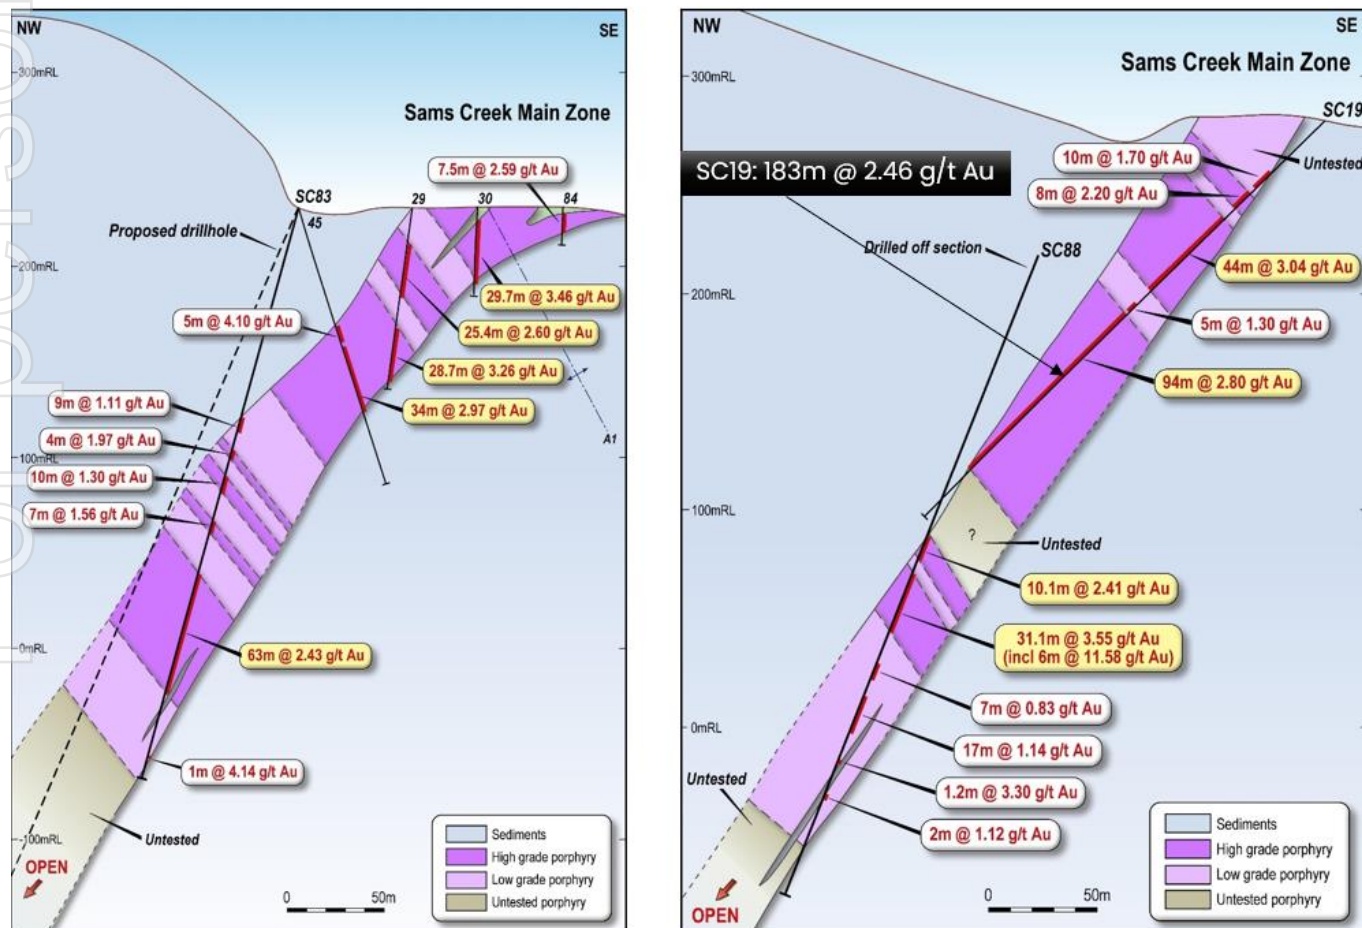 NW
SE
300mRL
Sams Creek Main Zone
7.5m @ 2.59 g/t Au
SC83
45
29
30
84
Proposed drillhole
200mRL
29.7m @ 3.46 g/t Au
5m @ 4.10 g/t Au
25.4m @ 2.60 g/t Au
28.7m @ 3.26 g/t Au
9m @ 1.11 g/t Au
34m @ 2.97 g/t Au
A1
4m @ 1.97 g/t Au
100mRL
10m @ 1.30 g/t Au
7m @ 1.56 g/t Au
0mRL
63m @ 2.43 g/t Au
1m @ 4.14 g/t Au
-100mRL
Untested
OPEN
0 50m
Sediments
High grade porphyry
Low grade porphyry
Untested porphyry
NW
SE
Sams Creek Main Zone
300mRL
SC19
10m @ 1.70 g/t Au
Untested
SC19: 183m @ 2.46 g/t Au
8m @ 2.20 g/t Au
Drilled off section
SC88
44m @ 3.04 g/t Au
200mRL
5m @ 1.30 g/t Au
94m @ 2.80 g/t Au
100mRL
?
Untested
10.1m @ 2.41 g/t Au
31.1m @ 3.55 g/t Au
(incl 6m @ 11.58 g/t Au)
7m @ 0.83 g/t Au
0mRL
17m @ 1.14 g/t Au
Untested
1.2m @ 3.30 g/t Au
2m @ 1.12 g/t Au
OPEN
0 50m
Sediments
High grade porphyry
Low grade porphyry
Untested porphyry